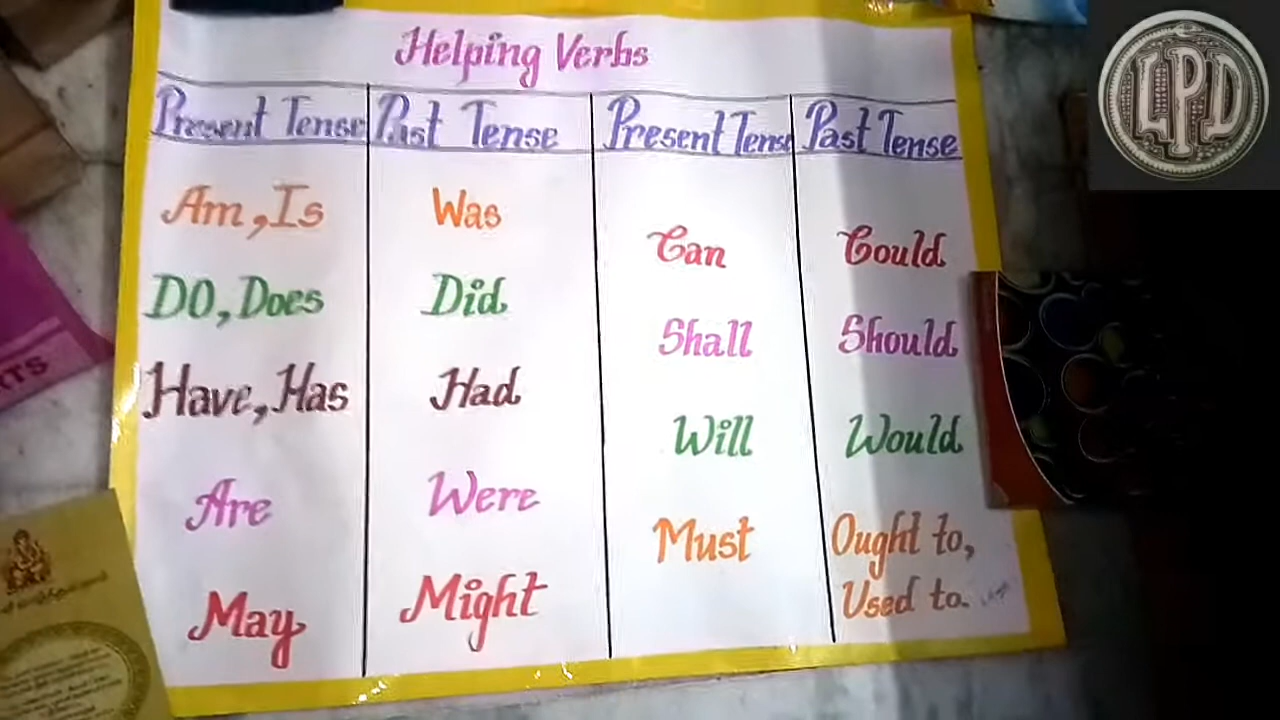 LPD
Helping Verbs
Present Tense Past Tense Present Tense Past Tense
Am, Is Was
Can Could
DO, Does Did
Shall Should
Have, Has Had
Will Would
Are Were
Must Ought to,
Used to.
May Might